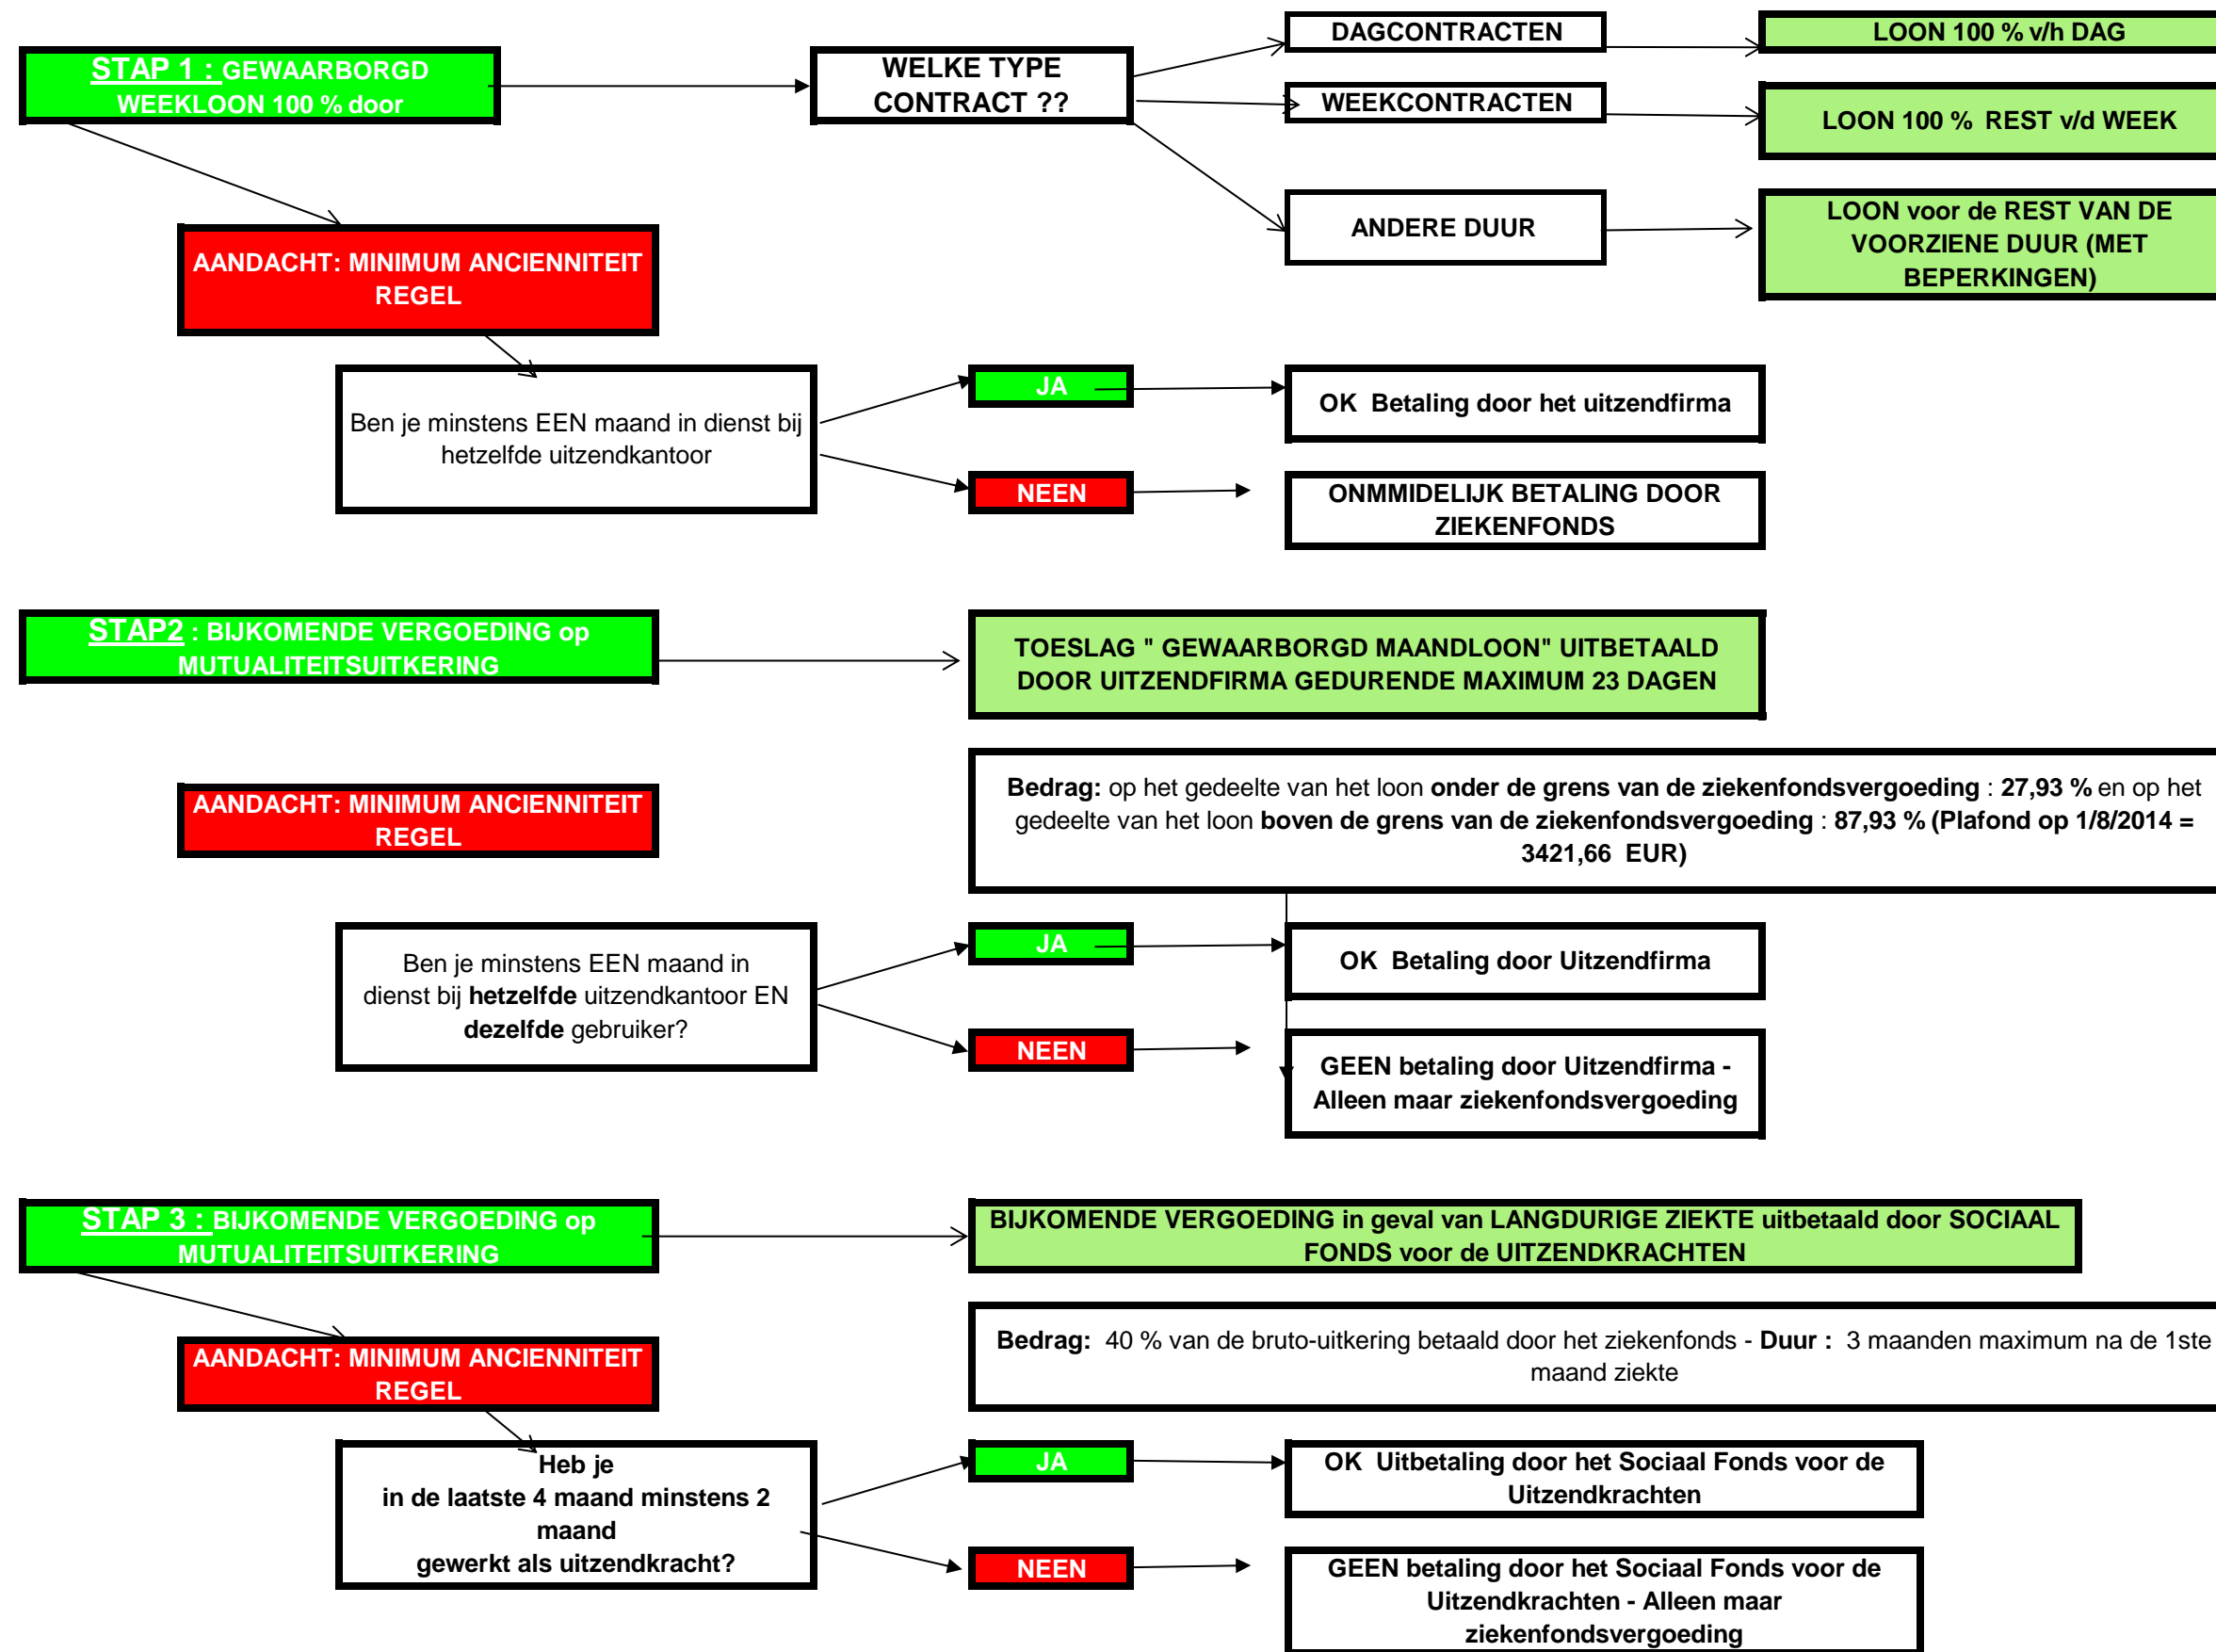 STAP 1 : GEWAARBORGD
WEEKLOON 100 % door
WELKE TYPE
CONTRACT ??
DAGCONTRACTEN
LOON 100 % v/h DAG
WEEKCONTRACTEN
LOON 100 %  REST v/d WEEK
ANDERE DUUR
LOON voor de REST VAN DE
VOORZIENE DUUR (MET
BEPERKINGEN)
AANDACHT: MINIMUM ANCIENNITEIT
REGEL
Ben je minstens EEN maand in dienst bij
hetzelfde uitzendkantoor
JA
OK  Betaling door het uitzendfirma
NEEN
ONMMIDELIJK BETALING DOOR
ZIEKENFONDS
STAP2 : BIJKOMENDE VERGOEDING op
MUTUALITEITSUITKERING
TOESLAG " GEWAARBORGD MAANDLOON" UITBETAALD
DOOR UITZENDFIRMA GEDURENDE MAXIMUM 23 DAGEN
AANDACHT: MINIMUM ANCIENNITEIT
REGEL
Bedrag: op het gedeelte van het loon onder de grens van de ziekenfondsvergoeding : 27,93 % en op het
gedeelte van het loon boven de grens van de ziekenfondsvergoeding : 87,93 % (Plafond op 1/8/2014 =
3421,66  EUR)
Ben je minstens EEN maand in
dienst bij hetzelfde uitzendkantoor EN
dezelfde gebruiker?
JA
OK  Betaling door Uitzendfirma
NEEN
GEEN betaling door Uitzendfirma -
Alleen maar ziekenfondsvergoeding
STAP 3 : BIJKOMENDE VERGOEDING op
MUTUALITEITSUITKERING
BIJKOMENDE VERGOEDING in geval van LANGDURIGE ZIEKTE uitbetaald door SOCIAAL
FONDS voor de UITZENDKRACHTEN
AANDACHT: MINIMUM ANCIENNITEIT
REGEL
Bedrag:  40 % van de bruto-uitkering betaald door het ziekenfonds - Duur :  3 maanden maximum na de 1ste
maand ziekte
Heb je
in de laatste 4 maand minstens 2
maand
gewerkt als uitzendkracht?
JA
OK  Uitbetaling door het Sociaal Fonds voor de
Uitzendkrachten
NEEN
GEEN betaling door het Sociaal Fonds voor de
Uitzendkrachten - Alleen maar
ziekenfondsvergoeding